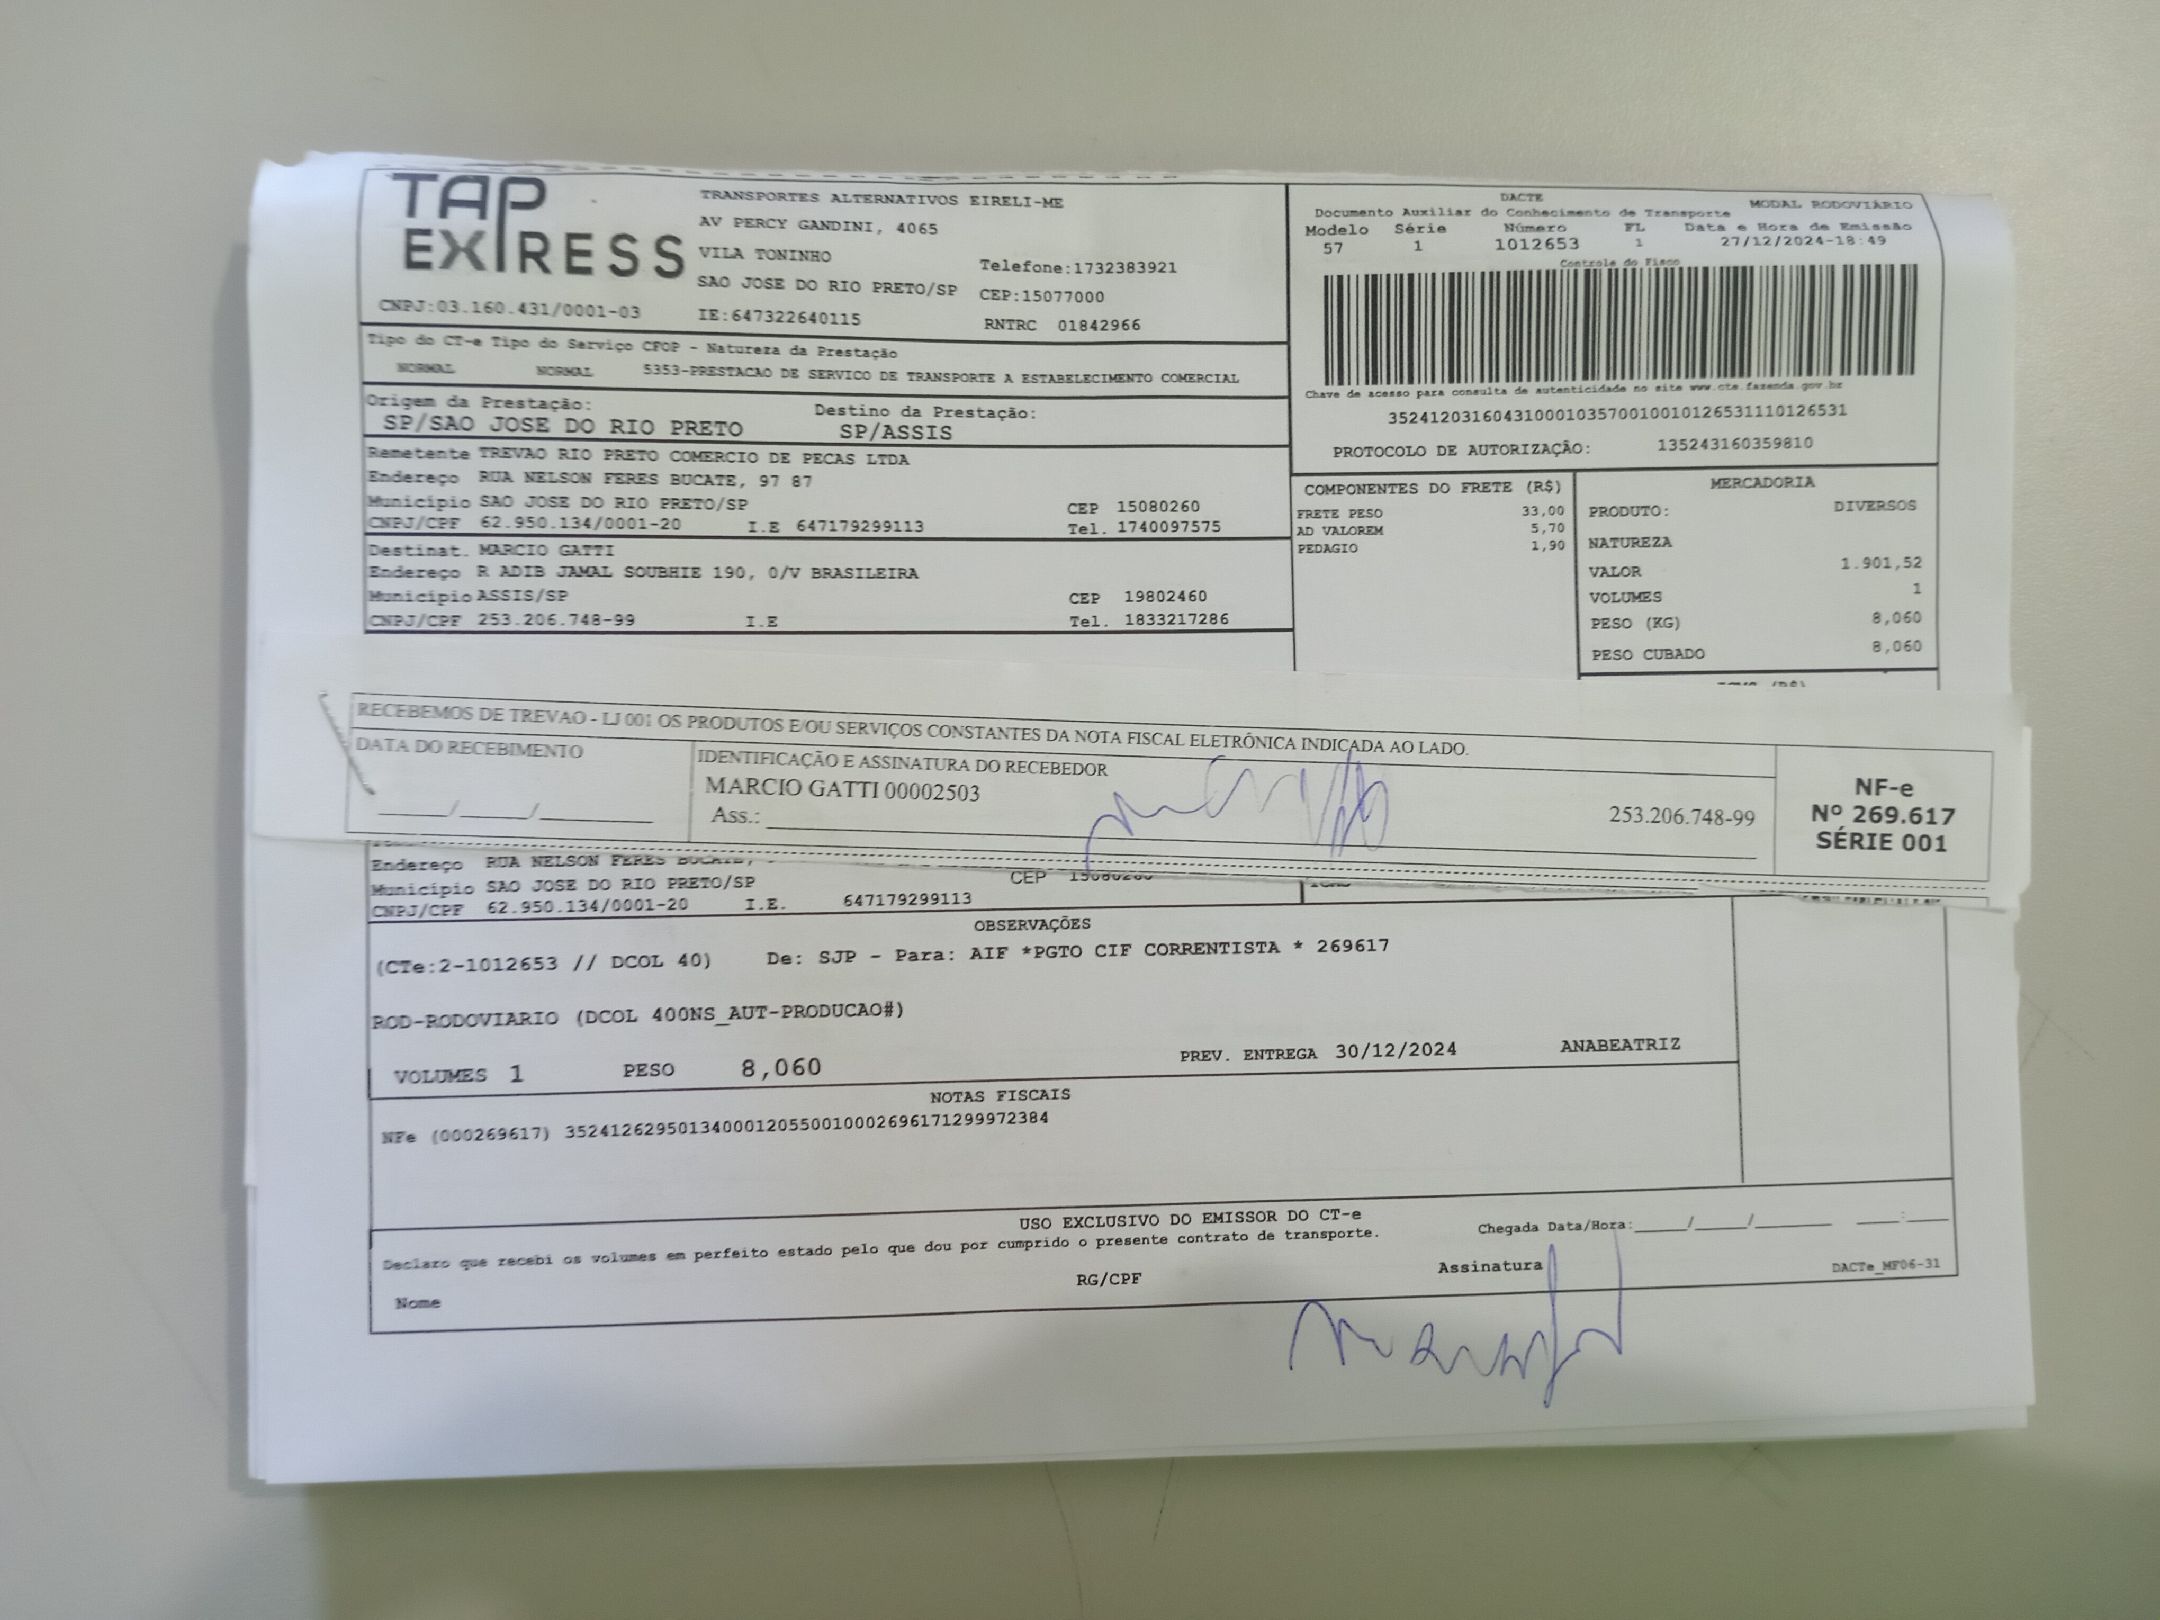 TAP EXPRESS
CNPJ:03.160.431/0001-03
TRANSPORTES ALTERNATIVOS EIRELI-ME
AV PERCY GANDINI, 4065
VILA TONINHO
Telefone:1732383921
SAO JOSE DO RIO PRETO/SP CEP:15077000
IE:647322640115 RNTRC 01842966
DACTE MODAL RODOVIÁRIO
Documento Auxiliar do Conhecimento de Transporte
Modelo Série Número FL Data e Hora de Emissão
57 1 1012653 1 27/12/2024-18:49
Controle do Fisco
Chave de acesso para consulta de autenticidade no site www.cte.fazenda.gov.br
35241203160431000103570010010126531110126531
PROTOCOLO DE AUTORIZAÇÃO: 135243160359810
Tipo do CT-e Tipo do Serviço CFOP - Natureza da Prestação
NORMAL NORMAL 5353-PRESTACAO DE SERVICO DE TRANSPORTE A ESTABELECIMENTO COMERCIAL
Origem da Prestação: Destino da Prestação:
SP/SAO JOSE DO RIO PRETO SP/ASSIS
Remetente TREVAO RIO PRETO COMERCIO DE PECAS LTDA
Endereço RUA NELSON FERES BUCATE, 97 87
Município SAO JOSE DO RIO PRETO/SP CEP 15080260
CNPJ/CPF 62.950.134/0001-20 I.E 647179299113 Tel. 1740097575
Destinat. MARCIO GATTI
Endereço R ADIB JAMAL SOUBHIE 190, 0/V BRASILEIRA
Município ASSIS/SP CEP 19802460
CNPJ/CPF 253.206.748-99 I.E Tel. 1833217286
COMPONENTES DO FRETE (R$)
FRETE PESO 33,00
AD VALOREM 5,70
PEDAGIO 1,90
MERCADORIA
PRODUTO: DIVERSOS
NATUREZA
VALOR 1.901,52
VOLUMES 1
PESO (KG) 8,060
PESO CUBADO 8,060
RECEBEMOS DE TREVAO - LJ 001 OS PRODUTOS E/OU SERVIÇOS CONSTANTES DA NOTA FISCAL ELETRÔNICA INDICADA AO LADO.
DATA DO RECEBIMENTO
___/___/___
IDENTIFICAÇÃO E ASSINATURA DO RECEBEDOR
MARCIO GATTI 00002503
Ass.: 253.206.748-99
NF-e
Nº 269.617
SÉRIE 001
Endereço RUA NELSON FERES BUCATE,
Município SAO JOSE DO RIO PRETO/SP CEP 15080260
CNPJ/CPF 62.950.134/0001-20 I.E. 647179299113
OBSERVAÇÕES
(CTe:2-1012653 // DCOL 40) De: SJP - Para: AIF *PGTO CIF CORRENTISTA * 269617
ROD-RODOVIARIO (DCOL 400NS_AUT-PRODUCAO#)
VOLUMES 1 PESO 8,060 PREV. ENTREGA 30/12/2024 ANABEATRIZ
NOTAS FISCAIS
NFe (000269617) 35241262950134000120550010002696171299972384
USO EXCLUSIVO DO EMISSOR DO CT-e
Declaro que recebi os volumes em perfeito estado pelo que dou por cumprido o presente contrato de transporte.
Chegada Data/Hora:___/___/___ __:__
Nome RG/CPF Assinatura DACTe_MF06-31